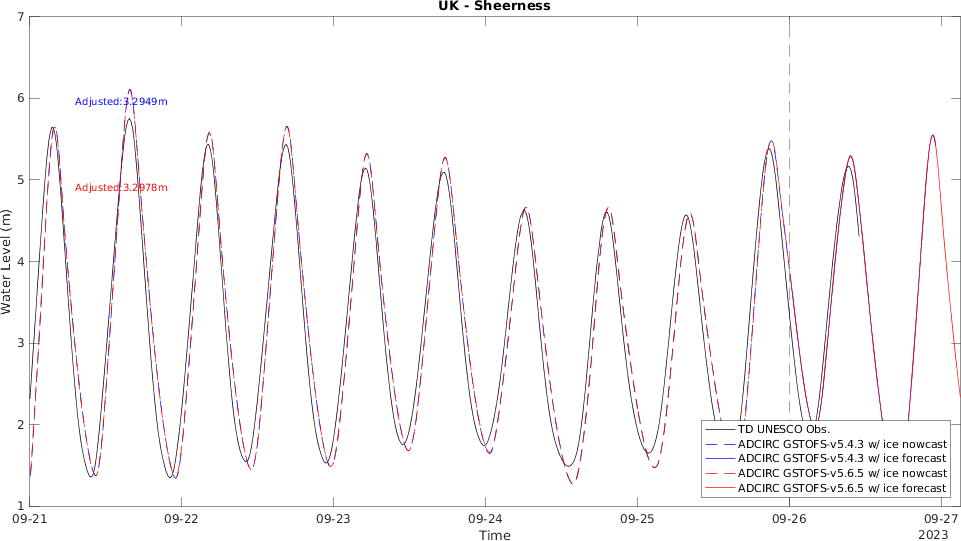 UK - Sheerness
7
6
5
4
3
2
1
Water Level (m)
Adjusted:3.2949m
Adjusted:3.2978m
TD UNESCO Obs.
ADCIRC GSTOFS-v5.4.3 w/ ice nowcast
ADCIRC GSTOFS-v5.4.3 w/ ice forecast
ADCIRC GSTOFS-v5.6.5 w/ ice nowcast
ADCIRC GSTOFS-v5.6.5 w/ ice forecast
09-21 09-22 09-23 09-24 09-25 09-26 09-27
Time
2023